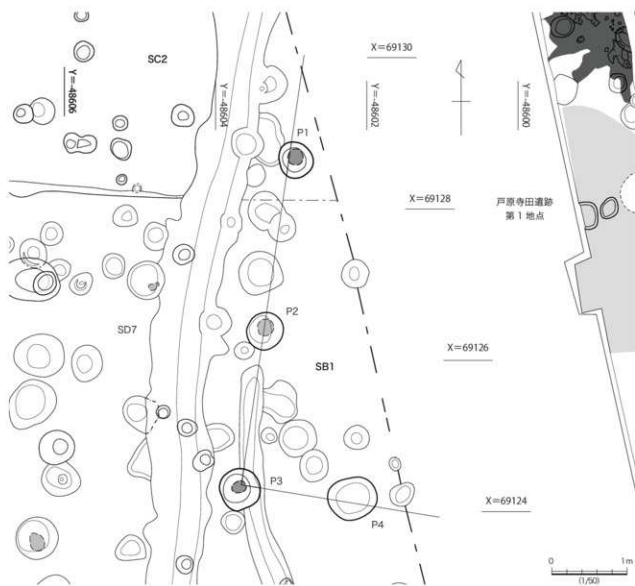 X=69130
SC2
Y=-48606
Y=-48604
Y=-48602
Y=-48600
P1
X=69128
戸原寺田遺跡
第1地点
P2
SD7
X=69126
SB1
P3
X=69124
P4
0 1m
(1/50)